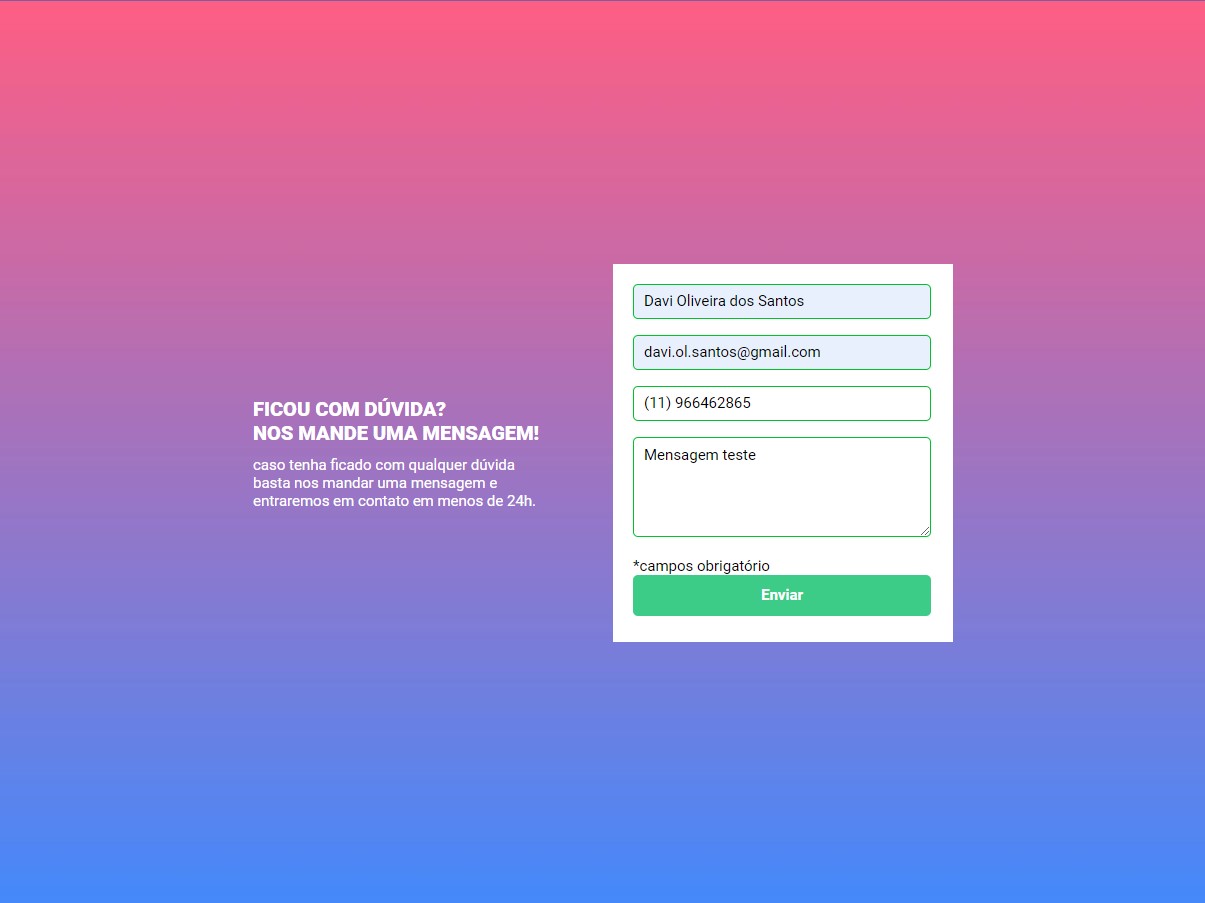 FICOU COM DÚVIDA?
NOS MANDE UMA MENSAGEM!
caso tenha ficado com qualquer dúvida
basta nos mandar uma mensagem e
entraremos em contato em menos de 24h.
Davi Oliveira dos Santos
davi.ol.santos@gmail.com
(11) 966462865
Mensagem teste
*campos obrigatório
Enviar